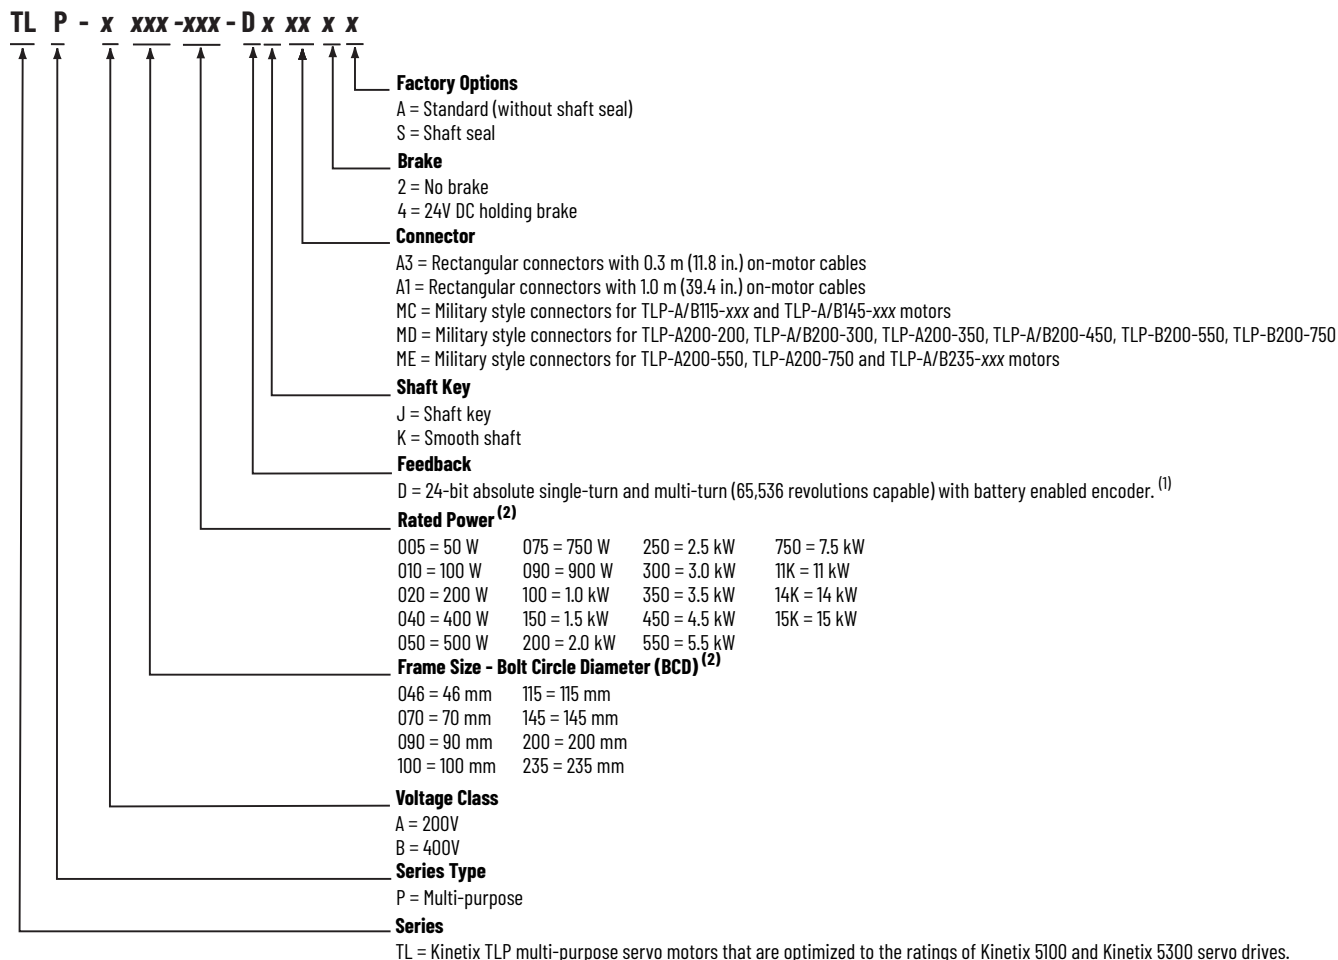 TL P - x xxx -xxx - D x xx x x
Factory Options
A = Standard (without shaft seal)
S = Shaft seal
Brake
2 = No brake
4 = 24V DC holding brake
Connector
A3 = Rectangular connectors with 0.3 m (11.8 in.) on-motor cables
A1 = Rectangular connectors with 1.0 m (39.4 in.) on-motor cables
MC = Military style connectors for TLP-A/B115-xxx and TLP-A/B145-xxx motors
MD = Military style connectors for TLP-A200-200, TLP-A/B200-300, TLP-A200-350, TLP-A/B200-450, TLP-B200-550, TLP-B200-750
ME = Military style connectors for TLP-A200-550, TLP-A200-750 and TLP-A/B235-xxx motors
Shaft Key
J = Shaft key
K = Smooth shaft
Feedback
D = 24-bit absolute single-turn and multi-turn (65,536 revolutions capable) with battery enabled encoder. (1)
Rated Power (2)
005 = 50 W 075 = 750 W 250 = 2.5 kW 750 = 7.5 kW
010 = 100 W 090 = 900 W 300 = 3.0 kW 11K = 11 kW
020 = 200 W 100 = 1.0 kW 350 = 3.5 kW 14K = 14 kW
040 = 400 W 150 = 1.5 kW 450 = 4.5 kW 15K = 15 kW
050 = 500 W 200 = 2.0 kW 550 = 5.5 kW
Frame Size - Bolt Circle Diameter (BCD) (2)
046 = 46 mm 115 = 115 mm
070 = 70 mm 145 = 145 mm
090 = 90 mm 200 = 200 mm
100 = 100 mm 235 = 235 mm
Voltage Class
A = 200V
B = 400V
Series Type
P = Multi-purpose
Series
TL = Kinetix TLP multi-purpose servo motors that are optimized to the ratings of Kinetix 5100 and Kinetix 5300 servo drives.